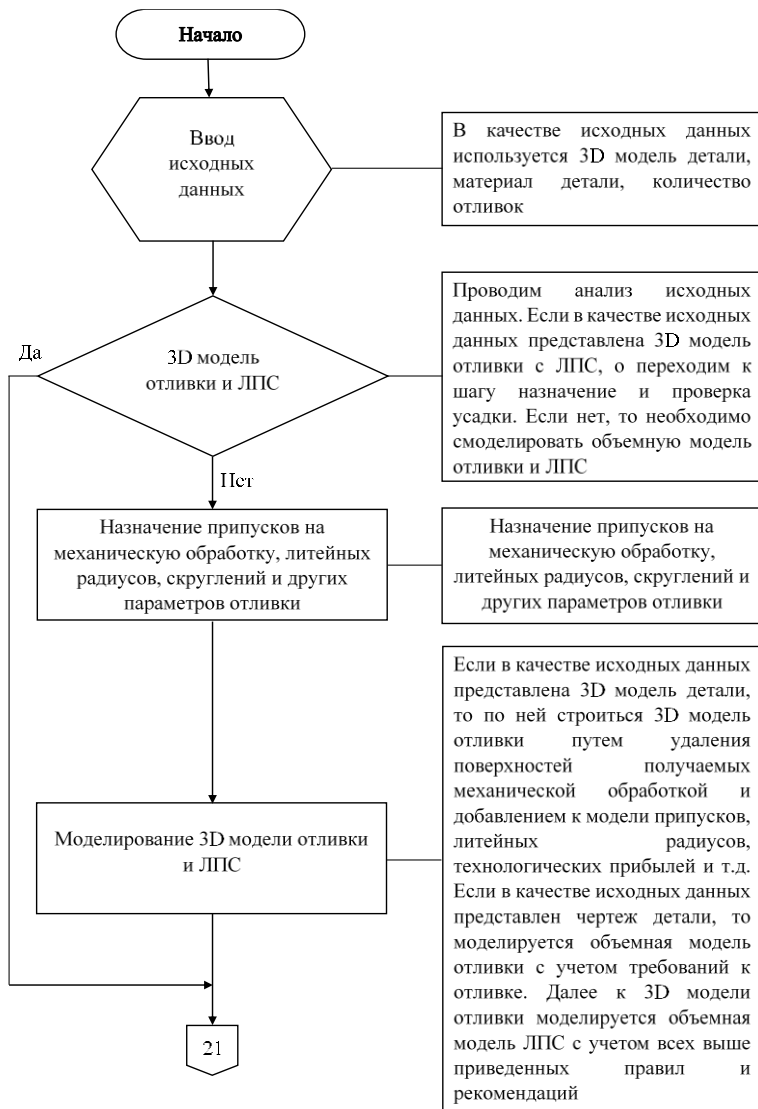 Начало
Ввод
исходных
данных
В качестве исходных данных
используется 3D модель детали,
материал детали, количество
отливок
Проводим анализ исходных
данных. Если в качестве исходных
данных представлена 3D модель
отливки с ЛПС, о переходим к
шагу назначение и проверка
усадки. Если нет, то необходимо
смоделировать объемную модель
отливки и ЛПС
Да
3D модель
отливки и ЛПС
Нет
Назначение припусков на
механическую обработку, литейных
радиусов, скруглений и других
параметров отливки
Назначение припусков на
механическую обработку,
литейных радиусов, скруглений и
других параметров отливки
Если в качестве исходных данных
представлена 3D модель детали,
то по ней строиться 3D модель
отливки путем удаления
поверхностей получаемых
механической обработкой и
добавлением к модели припусков,
литейных радиусов,
технологических прибылей и т.д.
Если в качестве исходных данных
представлен чертеж детали, то
моделируется объемная модель
отливки с учетом требований к
отливке. Далее к 3D модели
отливки моделируется объемная
модель ЛПС с учетом всех выше
приведенных правил и
рекомендаций
Моделирование 3D модели отливки
и ЛПС
21